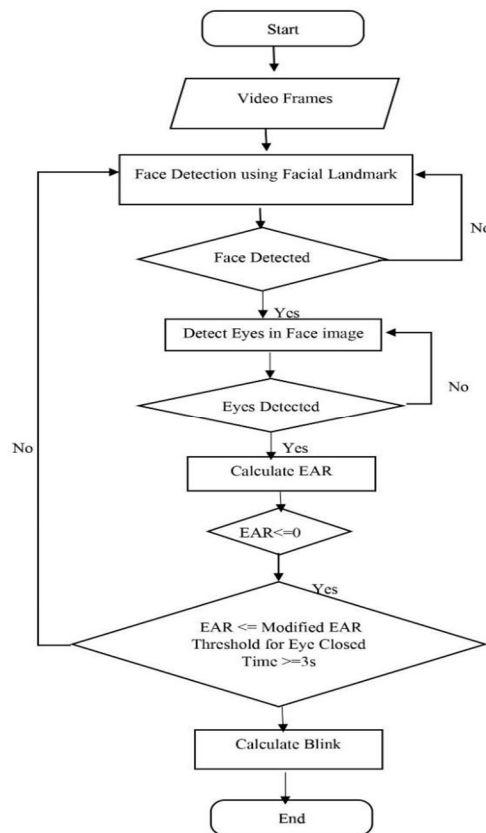 Start
Video Frames
Face Detection using Facial Landmark
No
Face Detected
Yes
Detect Eyes in Face image
No
Eyes Detected
No
Yes
Calculate EAR
EAR<=0
Yes
EAR <= Modified EAR
Threshold for Eye Closed
Time >=3s
Calculate Blink
End